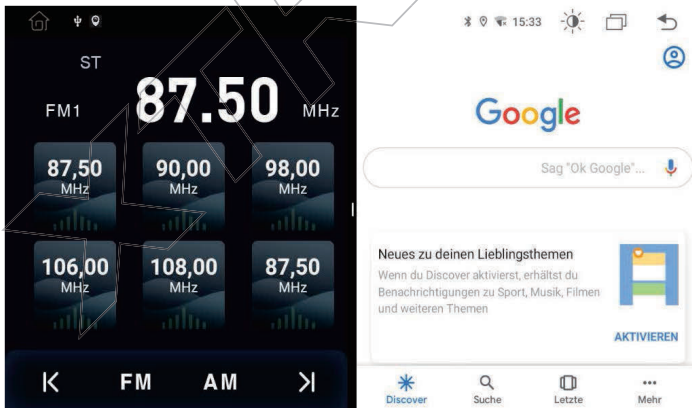 15:33
ST
FM1 87.50 MHz
87,50 MHz
90,00 MHz
98,00 MHz
106,00 MHz
108,00 MHz
87,50 MHz
FM AM
Google
Sag "Ok Google"...
Neues zu deinen Lieblingsthemen
Wenn du Discover aktivierst, erhältst du
Benachrichtigungen zu Sport, Musik, Filmen
und weiteren Themen
AKTIVIEREN
Discover Suche Letzte Mehr